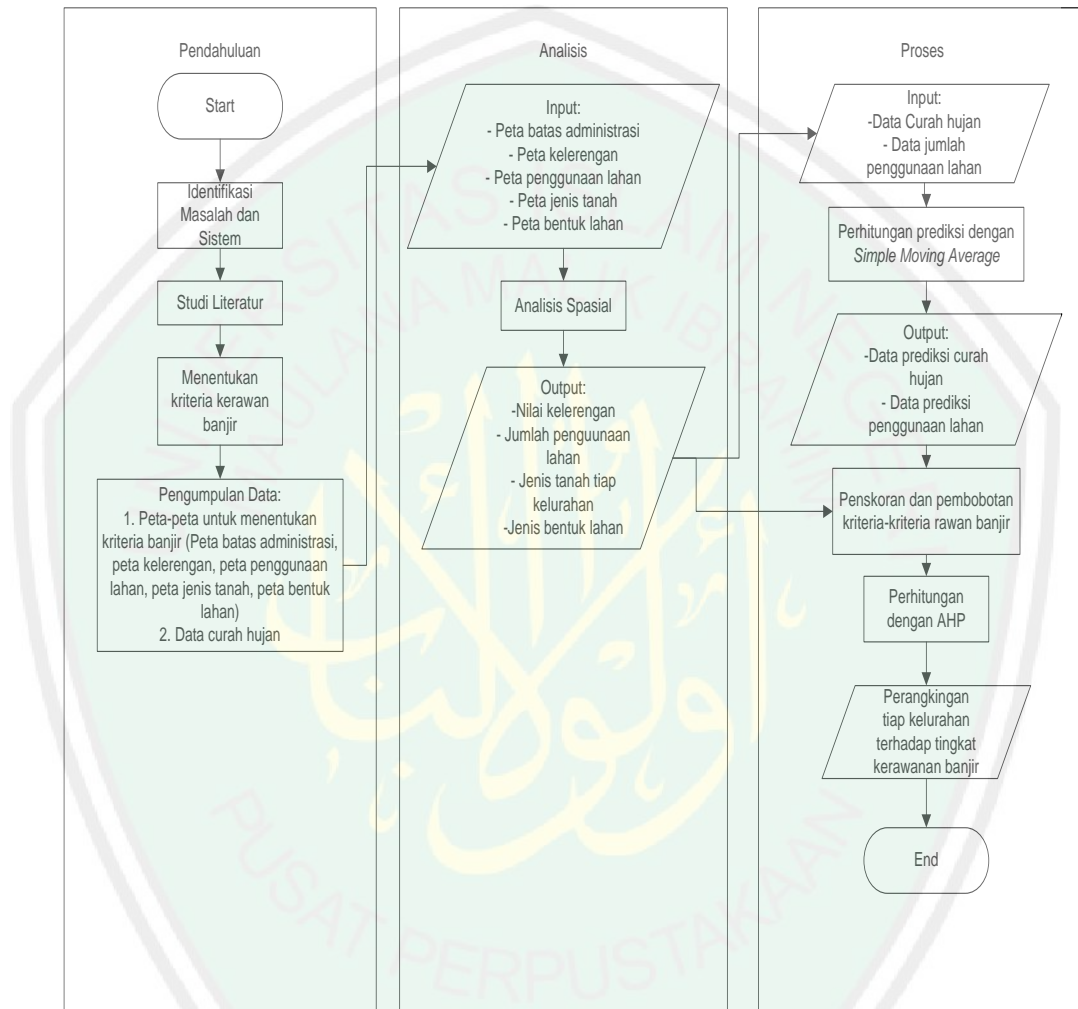 Pendahuluan
Start
Identifikasi
Masalah dan
Sistem
Studi Literatur
Menentukan
kriteria kerawan
banjir
Pengumpulan Data:
1. Peta-peta untuk menentukan
kriteria banjir (Peta batas administrasi,
peta kelerengan, peta penggunaan
lahan, peta jenis tanah, peta bentuk
lahan)
2. Data curah hujan
Analisis
Input:
- Peta batas administrasi
- Peta kelerengan
- Peta penggunaan lahan
- Peta jenis tanah
- Peta bentuk lahan
Analisis Spasial
Output:
-Nilai kelerengan
- Jumlah penguunaan
lahan
- Jenis tanah tiap
kelurahan
-Jenis bentuk lahan
Proses
Input:
-Data Curah hujan
- Data jumlah
penggunaan lahan
Perhitungan prediksi dengan
Simple Moving Average
Output:
-Data prediksi curah
hujan
- Data prediksi
penggunaan lahan
Penskoran dan pembobotan
kriteria-kriteria rawan banjir
Perhitungan
dengan AHP
Perangkingan
tiap kelurahan
terhadap tingkat
kerawanan banjir
End
PUSAT PERPUSTAKAAN